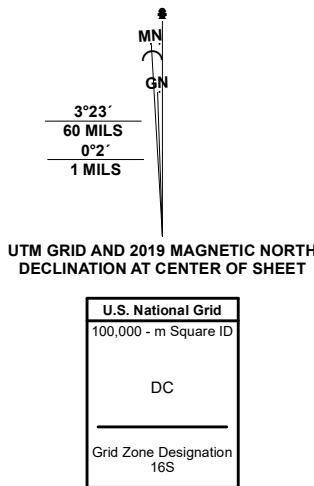 MN
GN
3°23´
60 MILS
0°2´
1 MILS
UTM GRID AND 2019 MAGNETIC NORTH
DECLINATION AT CENTER OF SHEET
U.S. National Grid
100,000 - m Square ID
DC
Grid Zone Designation
16S